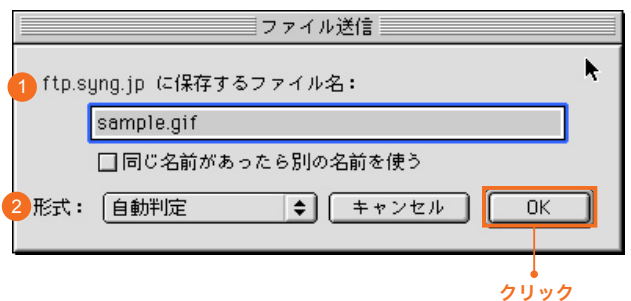 ファイル送信
1 ftp.syng.jp に保存するファイル名：
sample.gif
同じ名前があったら別の名前を使う
2 形式： 自動判定 キャンセル OK
クリック